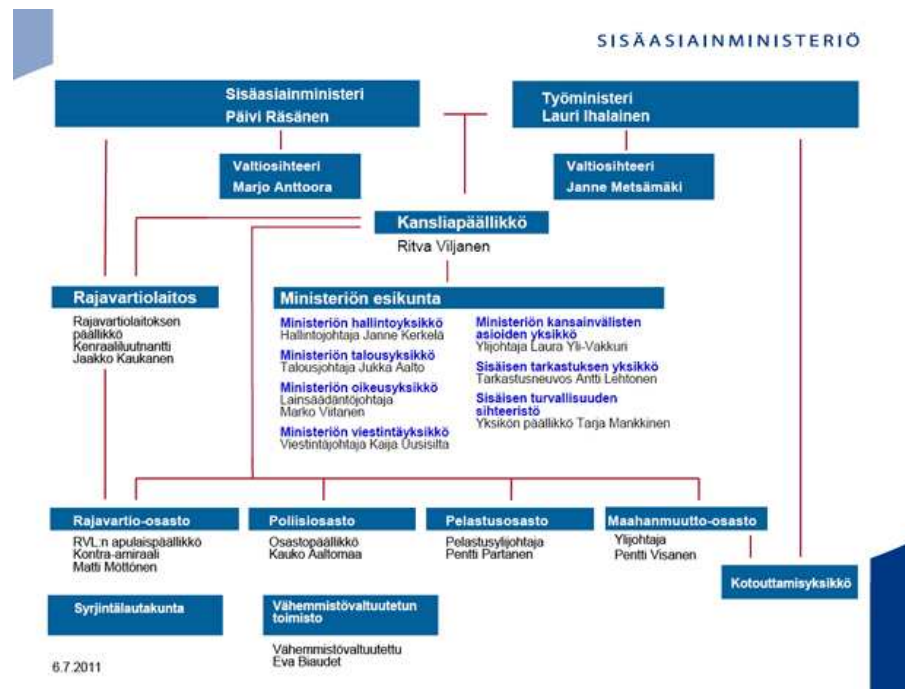 SISÄASIAINMINISTERIÖ
Sisäasiainministeri
Päivi Räsänen
Työministeri
Lauri Ihalainen
Valtiosihteeri
Marjo Anttoora
Valtiosihteeri
Janne Metsämäki
Kansliapäällikkö
Ritva Viljanen
Rajavartiolaitos
Rajavartiolaitoksen
päällikkö
Kenraaliluutnantti
Jaakko Kaukanen
Ministeriön esikunta
Ministeriön hallintoyksikkö
Hallintojohtaja Janne Kerkelä
Ministeriön talousyksikkö
Talousjohtaja Jukka Aalto
Ministeriön oikeusyksikkö
Lainsäädäntöjohtaja
Marko Viitanen
Ministeriön viestintäyksikkö
Viestintäjohtaja Kaija Uusisilta
Ministeriön kansainvälisten
asioiden yksikkö
Ylijohtaja Laura Yli-Vakkuri
Sisäisen tarkastuksen yksikkö
Tarkastusneuvos Antti Lehtonen
Sisäisen turvallisuuden
sihteeristö
Yksikön päällikkö Tarja Mankkinen
Rajavartio-osasto
RVL:n apulaispäällikkö
Kontra-amiraali
Matti Möttönen
Poliisiosasto
Osastopäällikkö
Kauko Aaltomaa
Pelastusosasto
Pelastusylijohtaja
Pentti Partanen
Maahanmuutto-osasto
Ylijohtaja
Pentti Visanen
Kotouttamisyksikkö
Syrjintälautakunta
Vähemmistövaltuutetun
toimisto
Vähemmistövaltuutettu
Eva Biaudet
6.7.2011